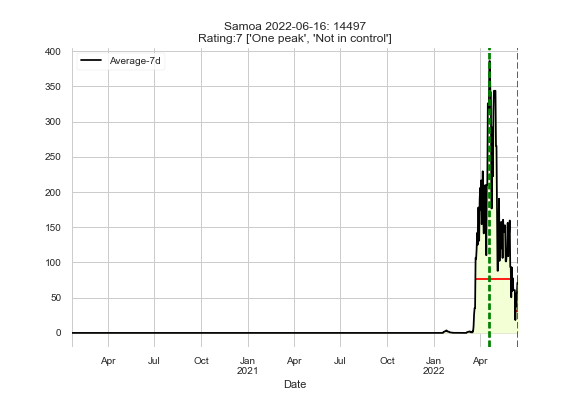 Samoa 2022-06-16: 14497
Rating:7 ['One peak', 'Not in control']
400
Average-7d
350
300
250
200
150
100
50
0
Apr Jul Oct Jan Apr Jul Oct Jan Apr
2021 2022
Date